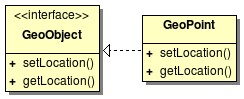 <<interface>>
GeoObject
+ setLocation()
+ getLocation()
GeoPoint
+ setLocation()
+ getLocation()